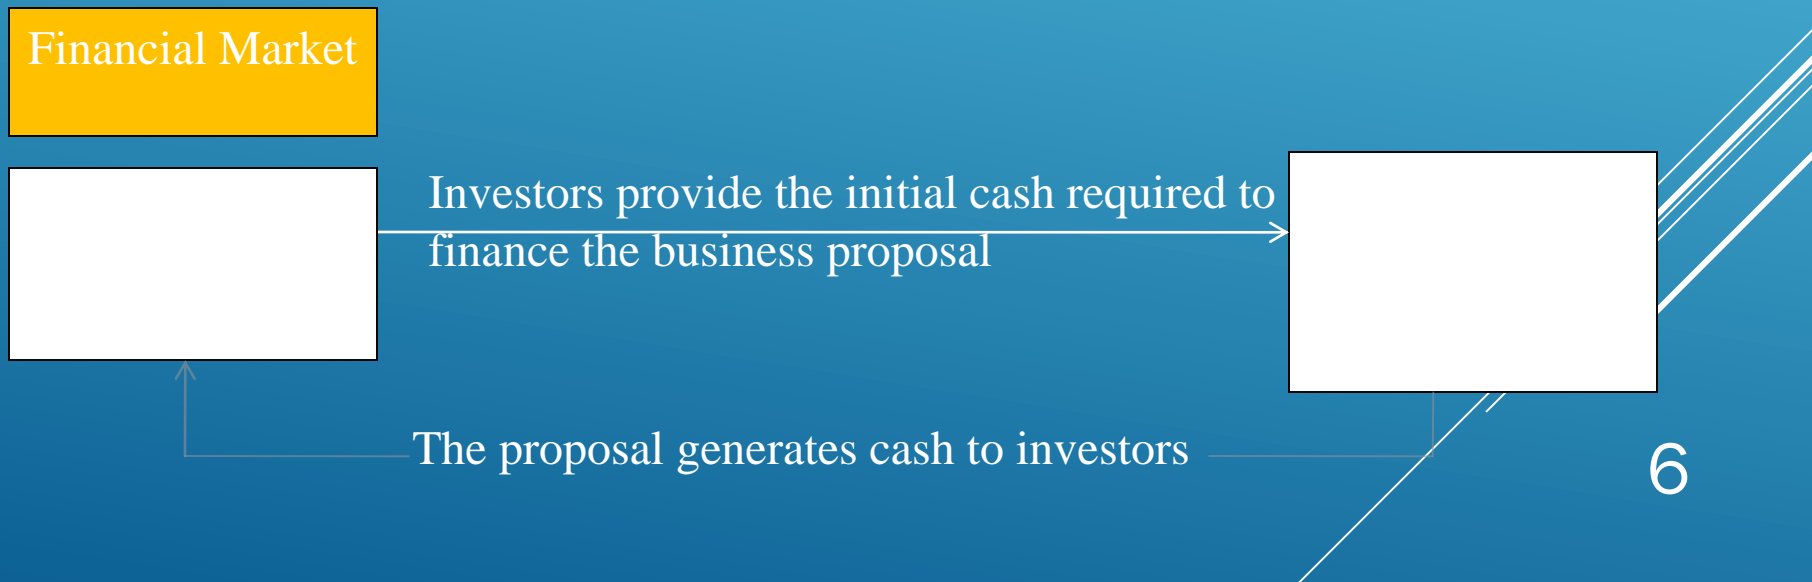 Financial Market
Investors provide the initial cash required to
finance the business proposal
The proposal generates cash to investors
6